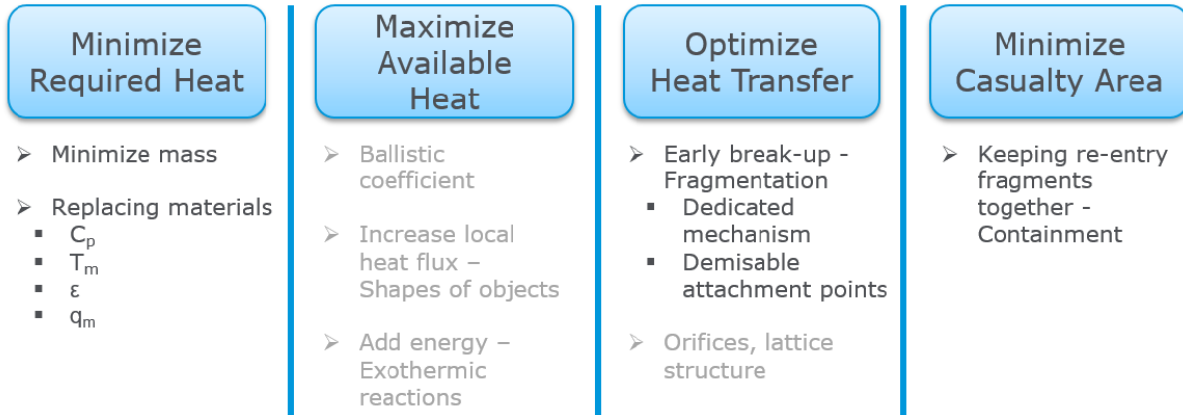 Minimize
Required Heat
➢ Minimize mass
➢ Replacing materials
▪ Cₚ
▪ Tₘ
▪ ε
▪ qₘ
Maximize
Available
Heat
➢ Ballistic
coefficient
➢ Increase local
heat flux –
Shapes of objects
➢ Add energy –
Exothermic
reactions
Optimize
Heat Transfer
➢ Early break-up -
Fragmentation
▪ Dedicated
mechanism
▪ Demisable
attachment points
➢ Orifices, lattice
structure
Minimize
Casualty Area
➢ Keeping re-entry
fragments
together -
Containment